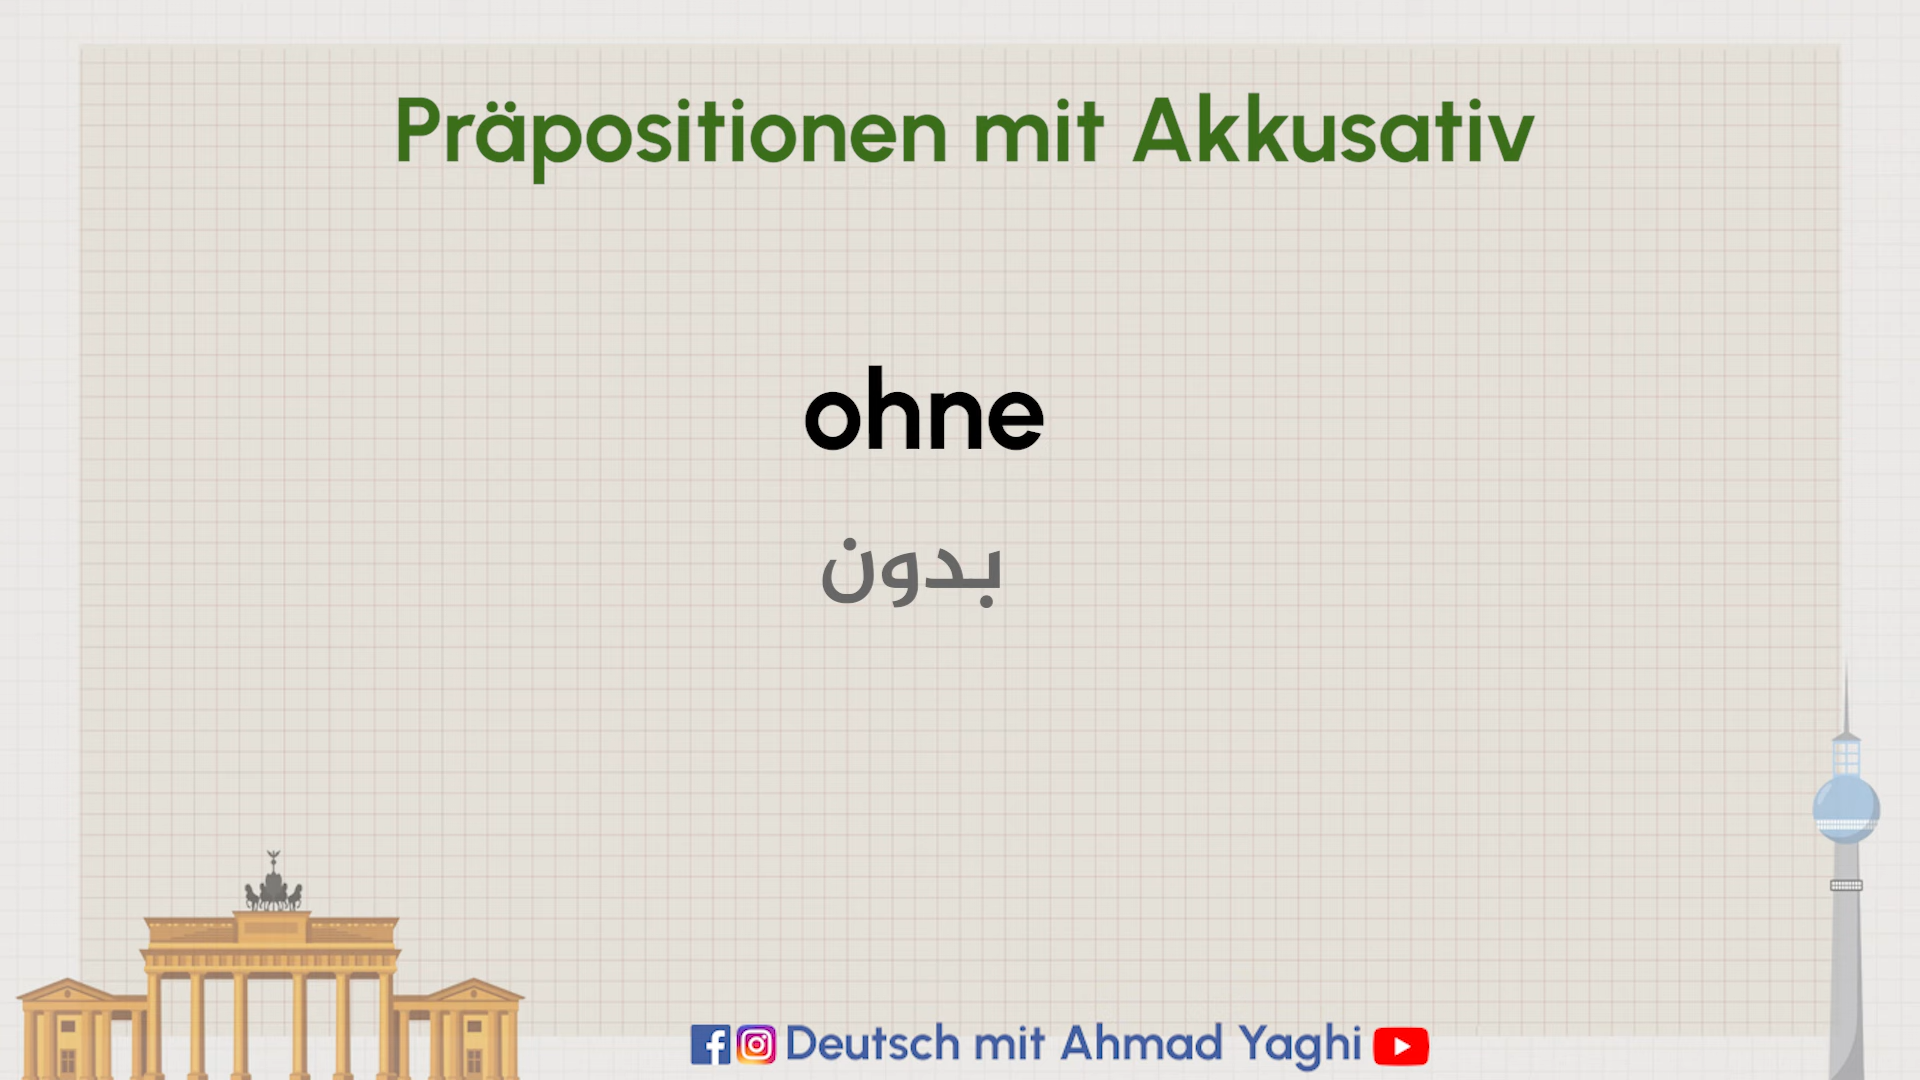 Präpositionen mit Akkusativ
ohne
بدون
Deutsch mit Ahmad Yaghi